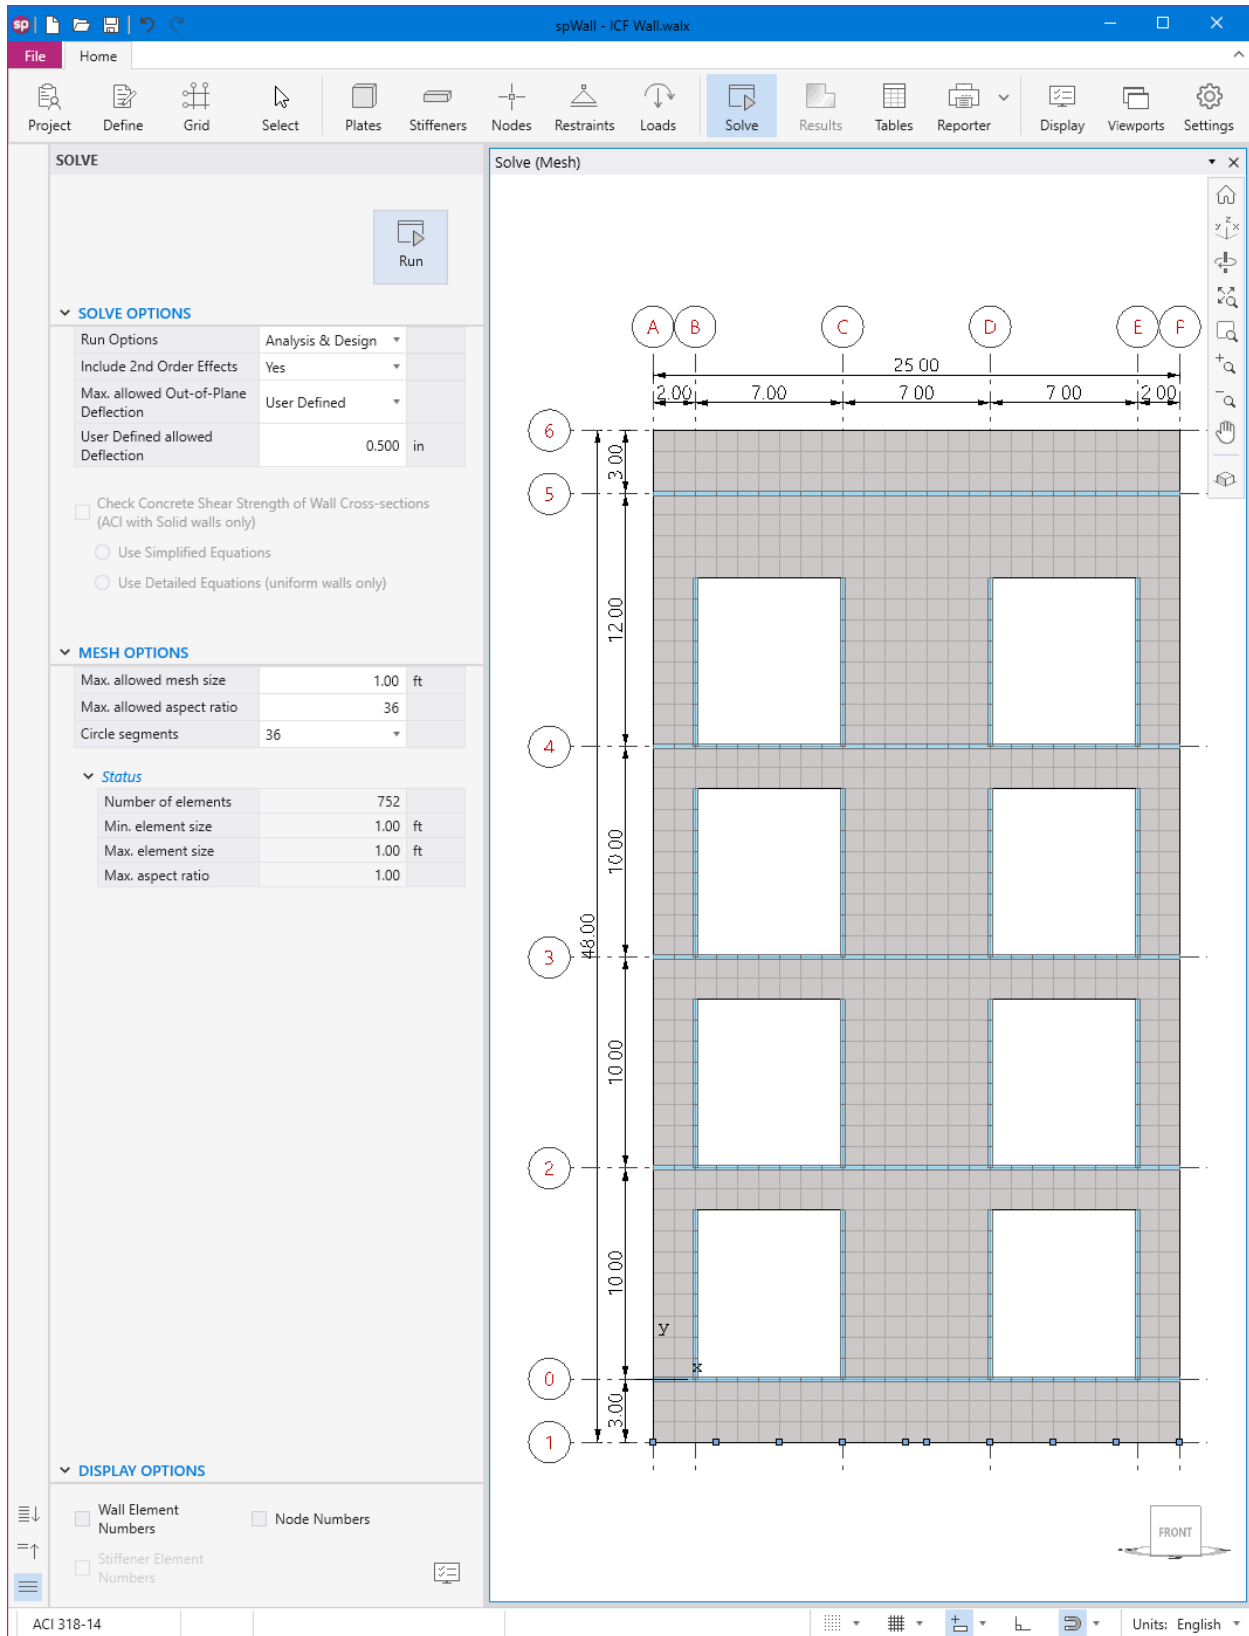 sp
spWall - ICF Wall.walx
File Home
Project Define Grid Select Plates Stiffeners Nodes Restraints Loads Solve Results Tables Reporter Display Viewports Settings
SOLVE
Run
SOLVE OPTIONS
Run Options Analysis & Design
Include 2nd Order Effects Yes
Max. allowed Out-of-Plane
Deflection
User Defined
User Defined allowed
Deflection
0.500 in
Check Concrete Shear Strength of Wall Cross-sections
(ACI with Solid walls only)
Use Simplified Equations
Use Detailed Equations (uniform walls only)
MESH OPTIONS
Max. allowed mesh size 1.00 ft
Max. allowed aspect ratio 36
Circle segments 36
Status
Number of elements 752
Min. element size 1.00 ft
Max. element size 1.00 ft
Max. aspect ratio 1.00
DISPLAY OPTIONS
Wall Element
Numbers
Node Numbers
Stiffener Element
Numbers
Solve (Mesh)
y z x
A B C D E F
25 00
2.00 7.00 7 00 7 00 2 00
6
3 00
5
12 00
4
10 00
48.00
3
10 00
2
10 00
y
x
0
3.00
1
FRONT
ACI 318-14
Units: English